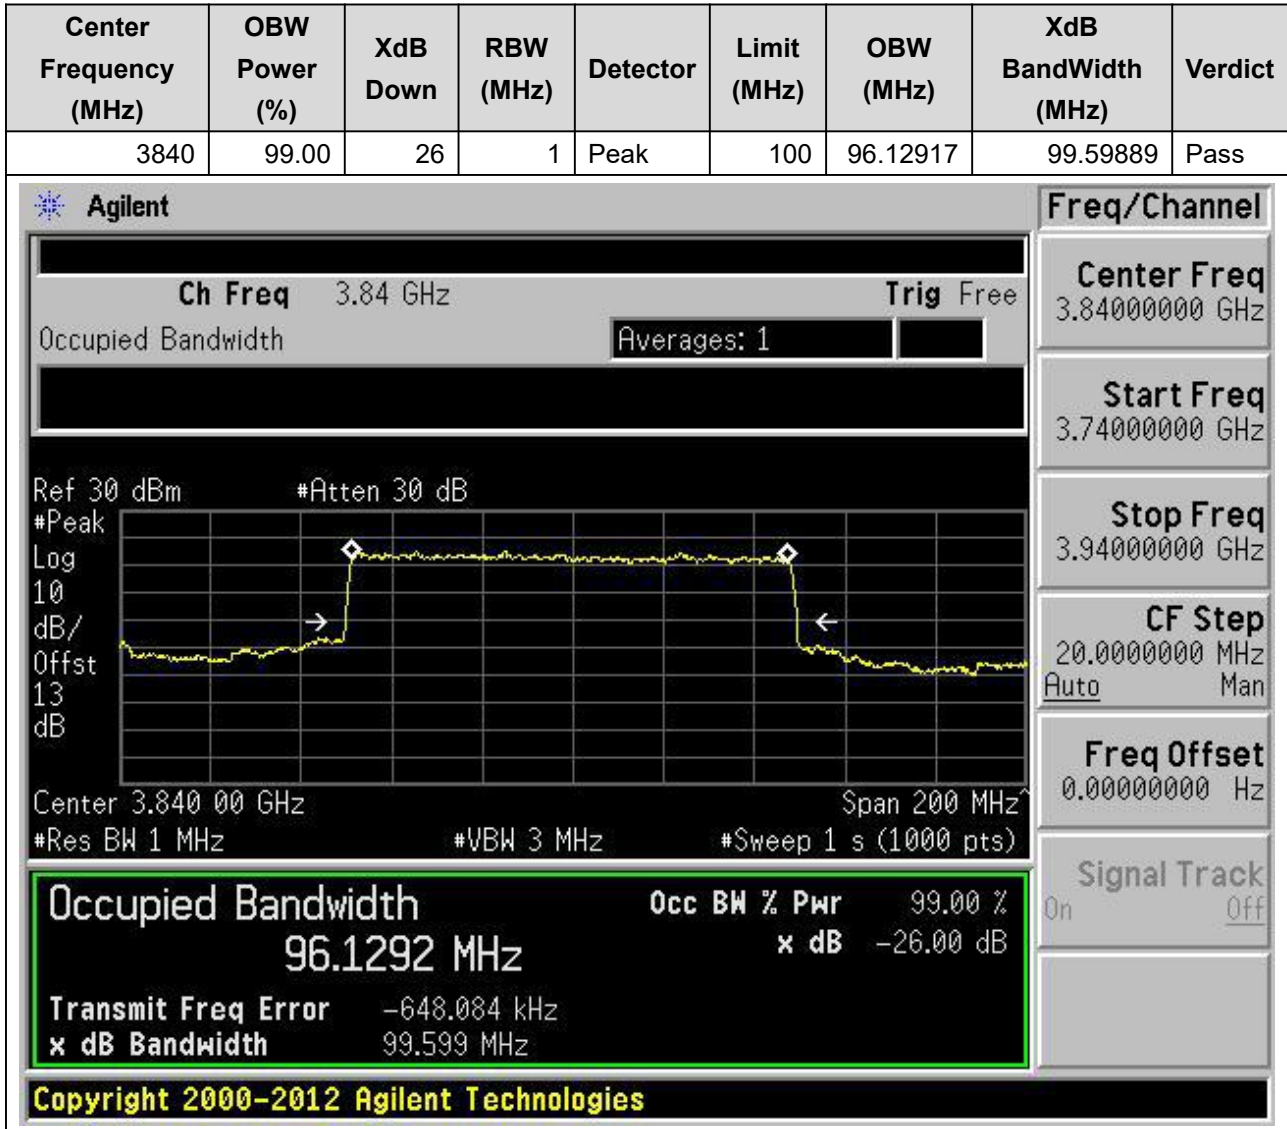 Center Frequency (MHz) OBW Power (%) XdB Down RBW (MHz) Detector Limit (MHz) OBW (MHz) XdB BandWidth (MHz) Verdict
3840 99.00 26 1 Peak 100 96.12917 99.59889 Pass
Agilent
Freq/Channel
Ch Freq 3.84 GHz Trig Free
Occupied Bandwidth Averages: 1
Center Freq
3.84000000 GHz
Start Freq
3.74000000 GHz
Stop Freq
3.94000000 GHz
CF Step
20.0000000 MHz
Auto Man
Freq Offset
0.00000000 Hz
Signal Track
On Off
Ref 30 dBm #Atten 30 dB
#Peak
Log
10
dB/
Offst
13
dB
Center 3.840 00 GHz Span 200 MHz^
#Res BW 1 MHz #VBW 3 MHz #Sweep 1 s (1000 pts)
Occupied Bandwidth Occ BW % Pwr 99.00 %
96.1292 MHz x dB -26.00 dB
Transmit Freq Error -648.084 kHz
x dB Bandwidth 99.599 MHz
Copyright 2000-2012 Agilent Technologies